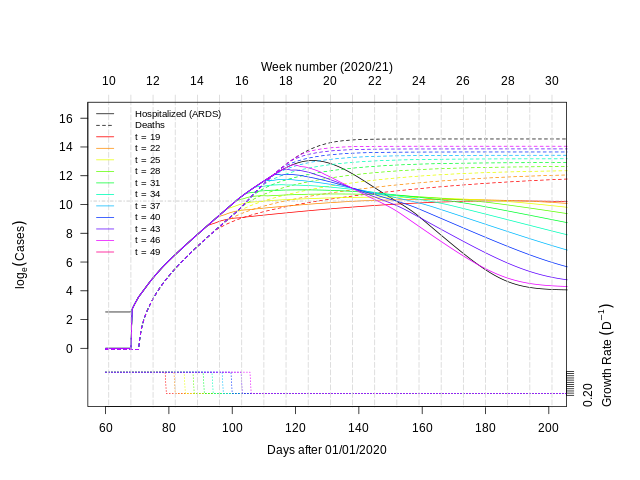 Week number (2020/21)
10 12 14 16 18 20 22 24 26 28 30
Hospitalized (ARDS)
Deaths
t = 19
t = 22
t = 25
t = 28
t = 31
t = 34
t = 37
t = 40
t = 43
t = 46
t = 49
16
14
12
10
8
6
4
2
0
logₑ(Cases)
0.20
Growth Rate (D⁻¹)
60 80 100 120 140 160 180 200
Days after 01/01/2020